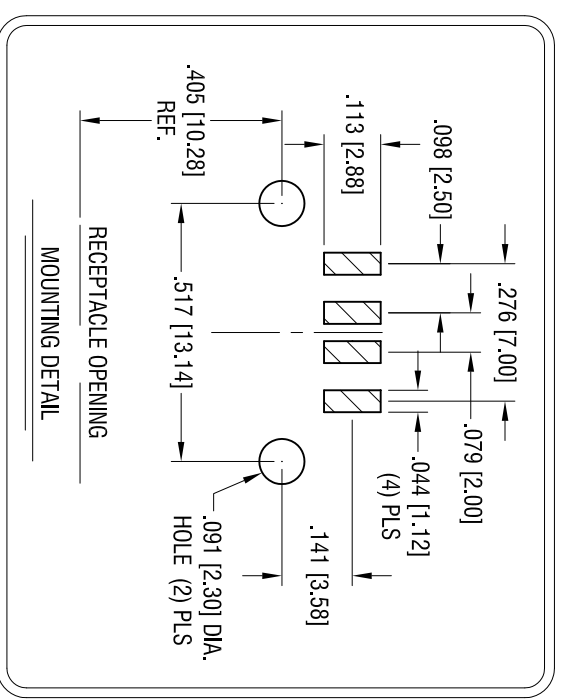 .276 [7.00]
.098 [2.50]
.079 [2.00]
.113 [2.88]
.044 [1.12]
(4) PLS
.141 [3.58]
.405 [10.28]
REF.
.517 [13.14]
.091 [2.30] DIA.
HOLE (2) PLS
RECEPTACLE OPENING
MOUNTING DETAIL